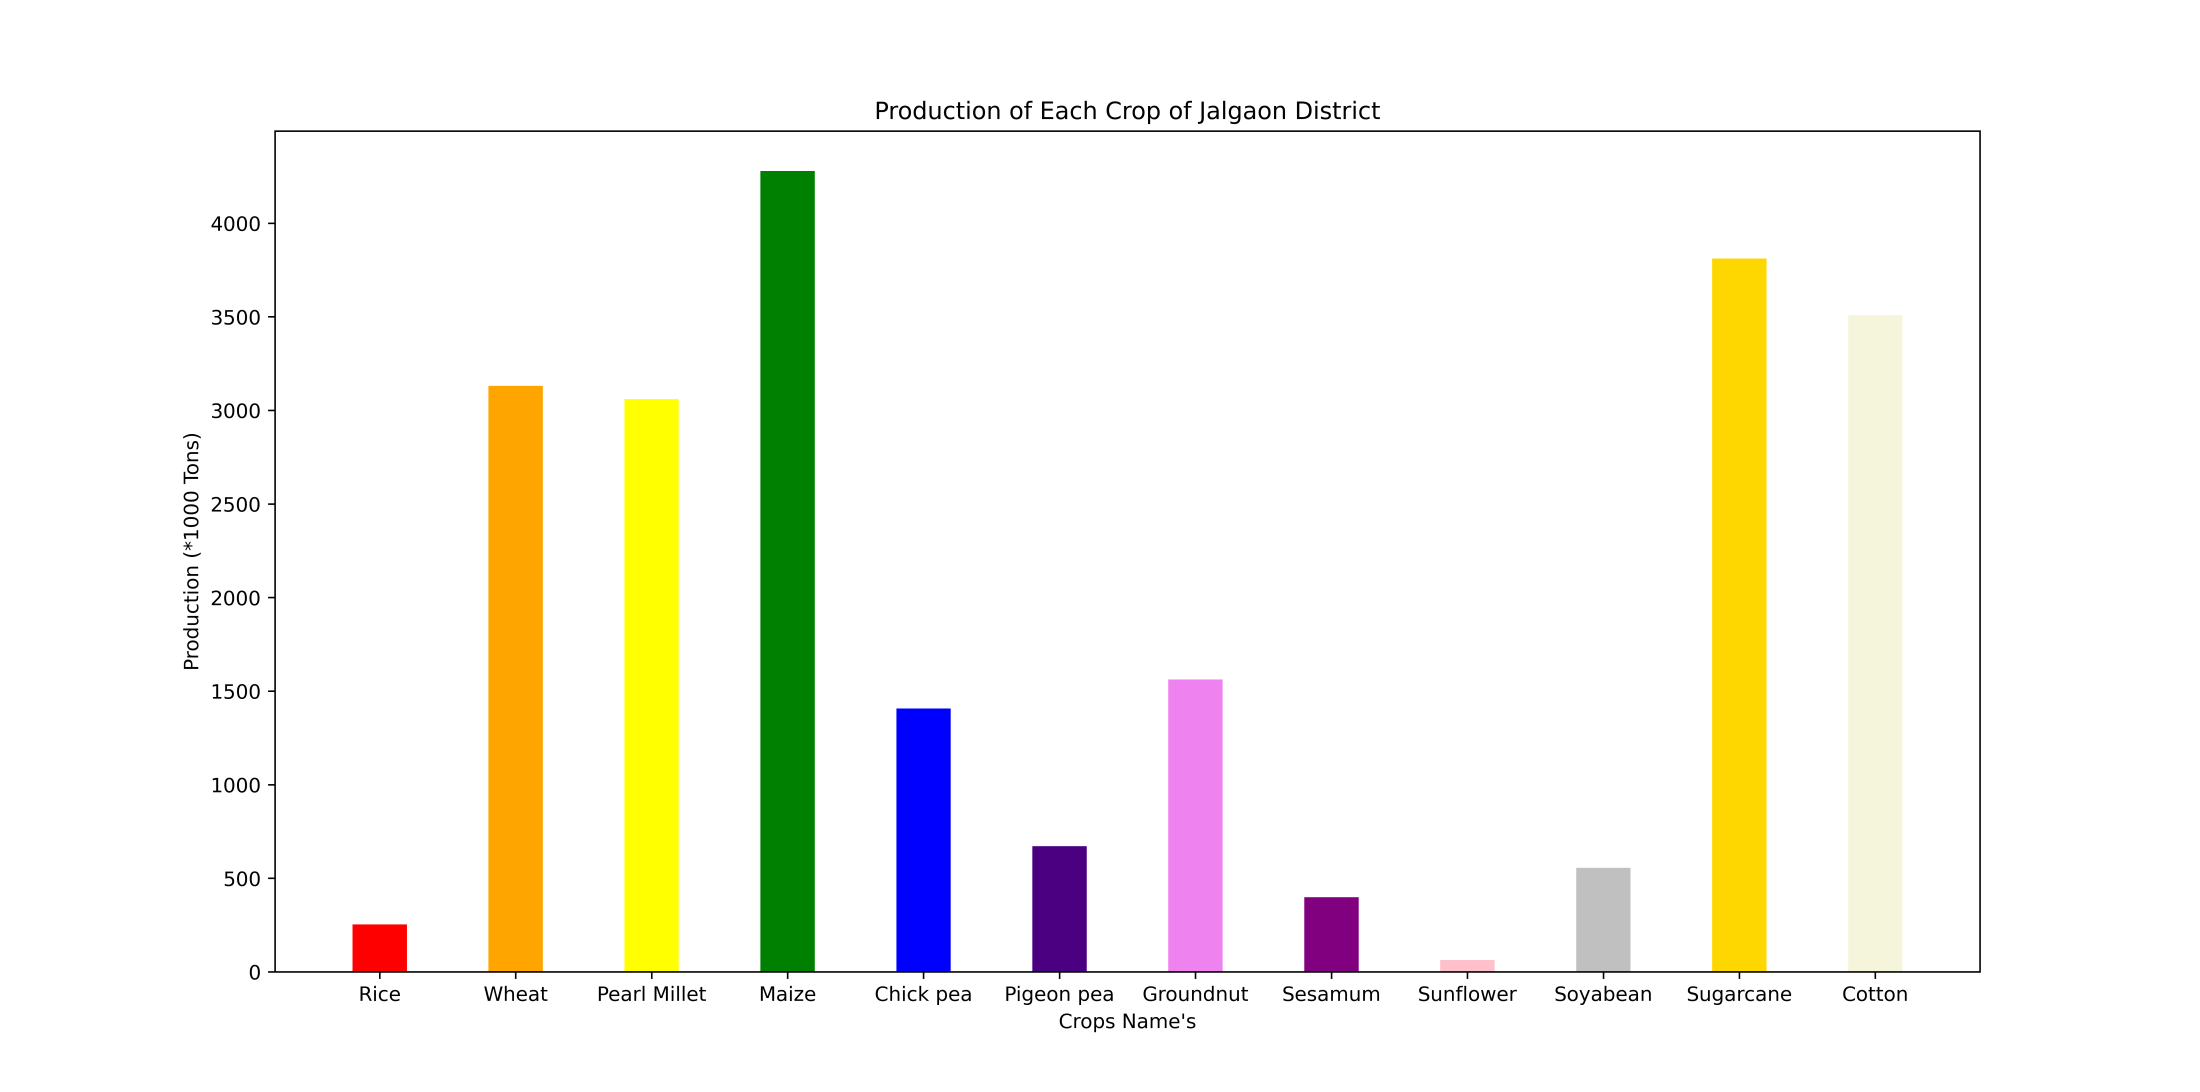 Production of Each Crop of Jalgaon District
Production (*1000 Tons)
4000
3500
3000
2500
2000
1500
1000
500
0
Rice Wheat Pearl Millet Maize Chick pea Pigeon pea Groundnut Sesamum Sunflower Soyabean Sugarcane Cotton
Crops Name's